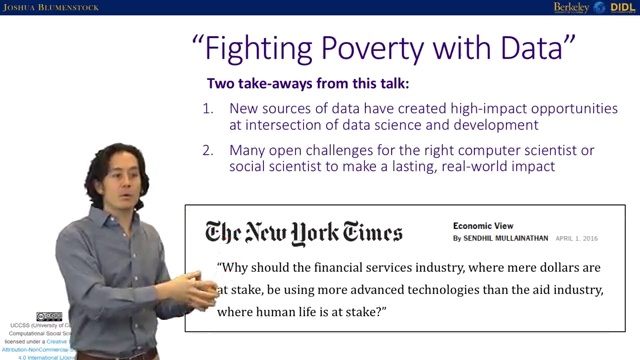 JOSHUA BLUMENSTOCK
Berkeley DIDL
“Fighting Poverty with Data”
Two take-aways from this talk:
1. New sources of data have created high-impact opportunities
at intersection of data science and development
2. Many open challenges for the right computer scientist or
social scientist to make a lasting, real-world impact
The New York Times
Economic View
By SENDHIL MULLAINATHAN APRIL 1, 2016
“Why should the financial services industry, where mere dollars are
at stake, be using more advanced technologies than the aid industry,
where human life is at stake?”
UCCSS (University of
Computational Social
licensed under a Creative
Attribution-NonCommercial
4.0 International